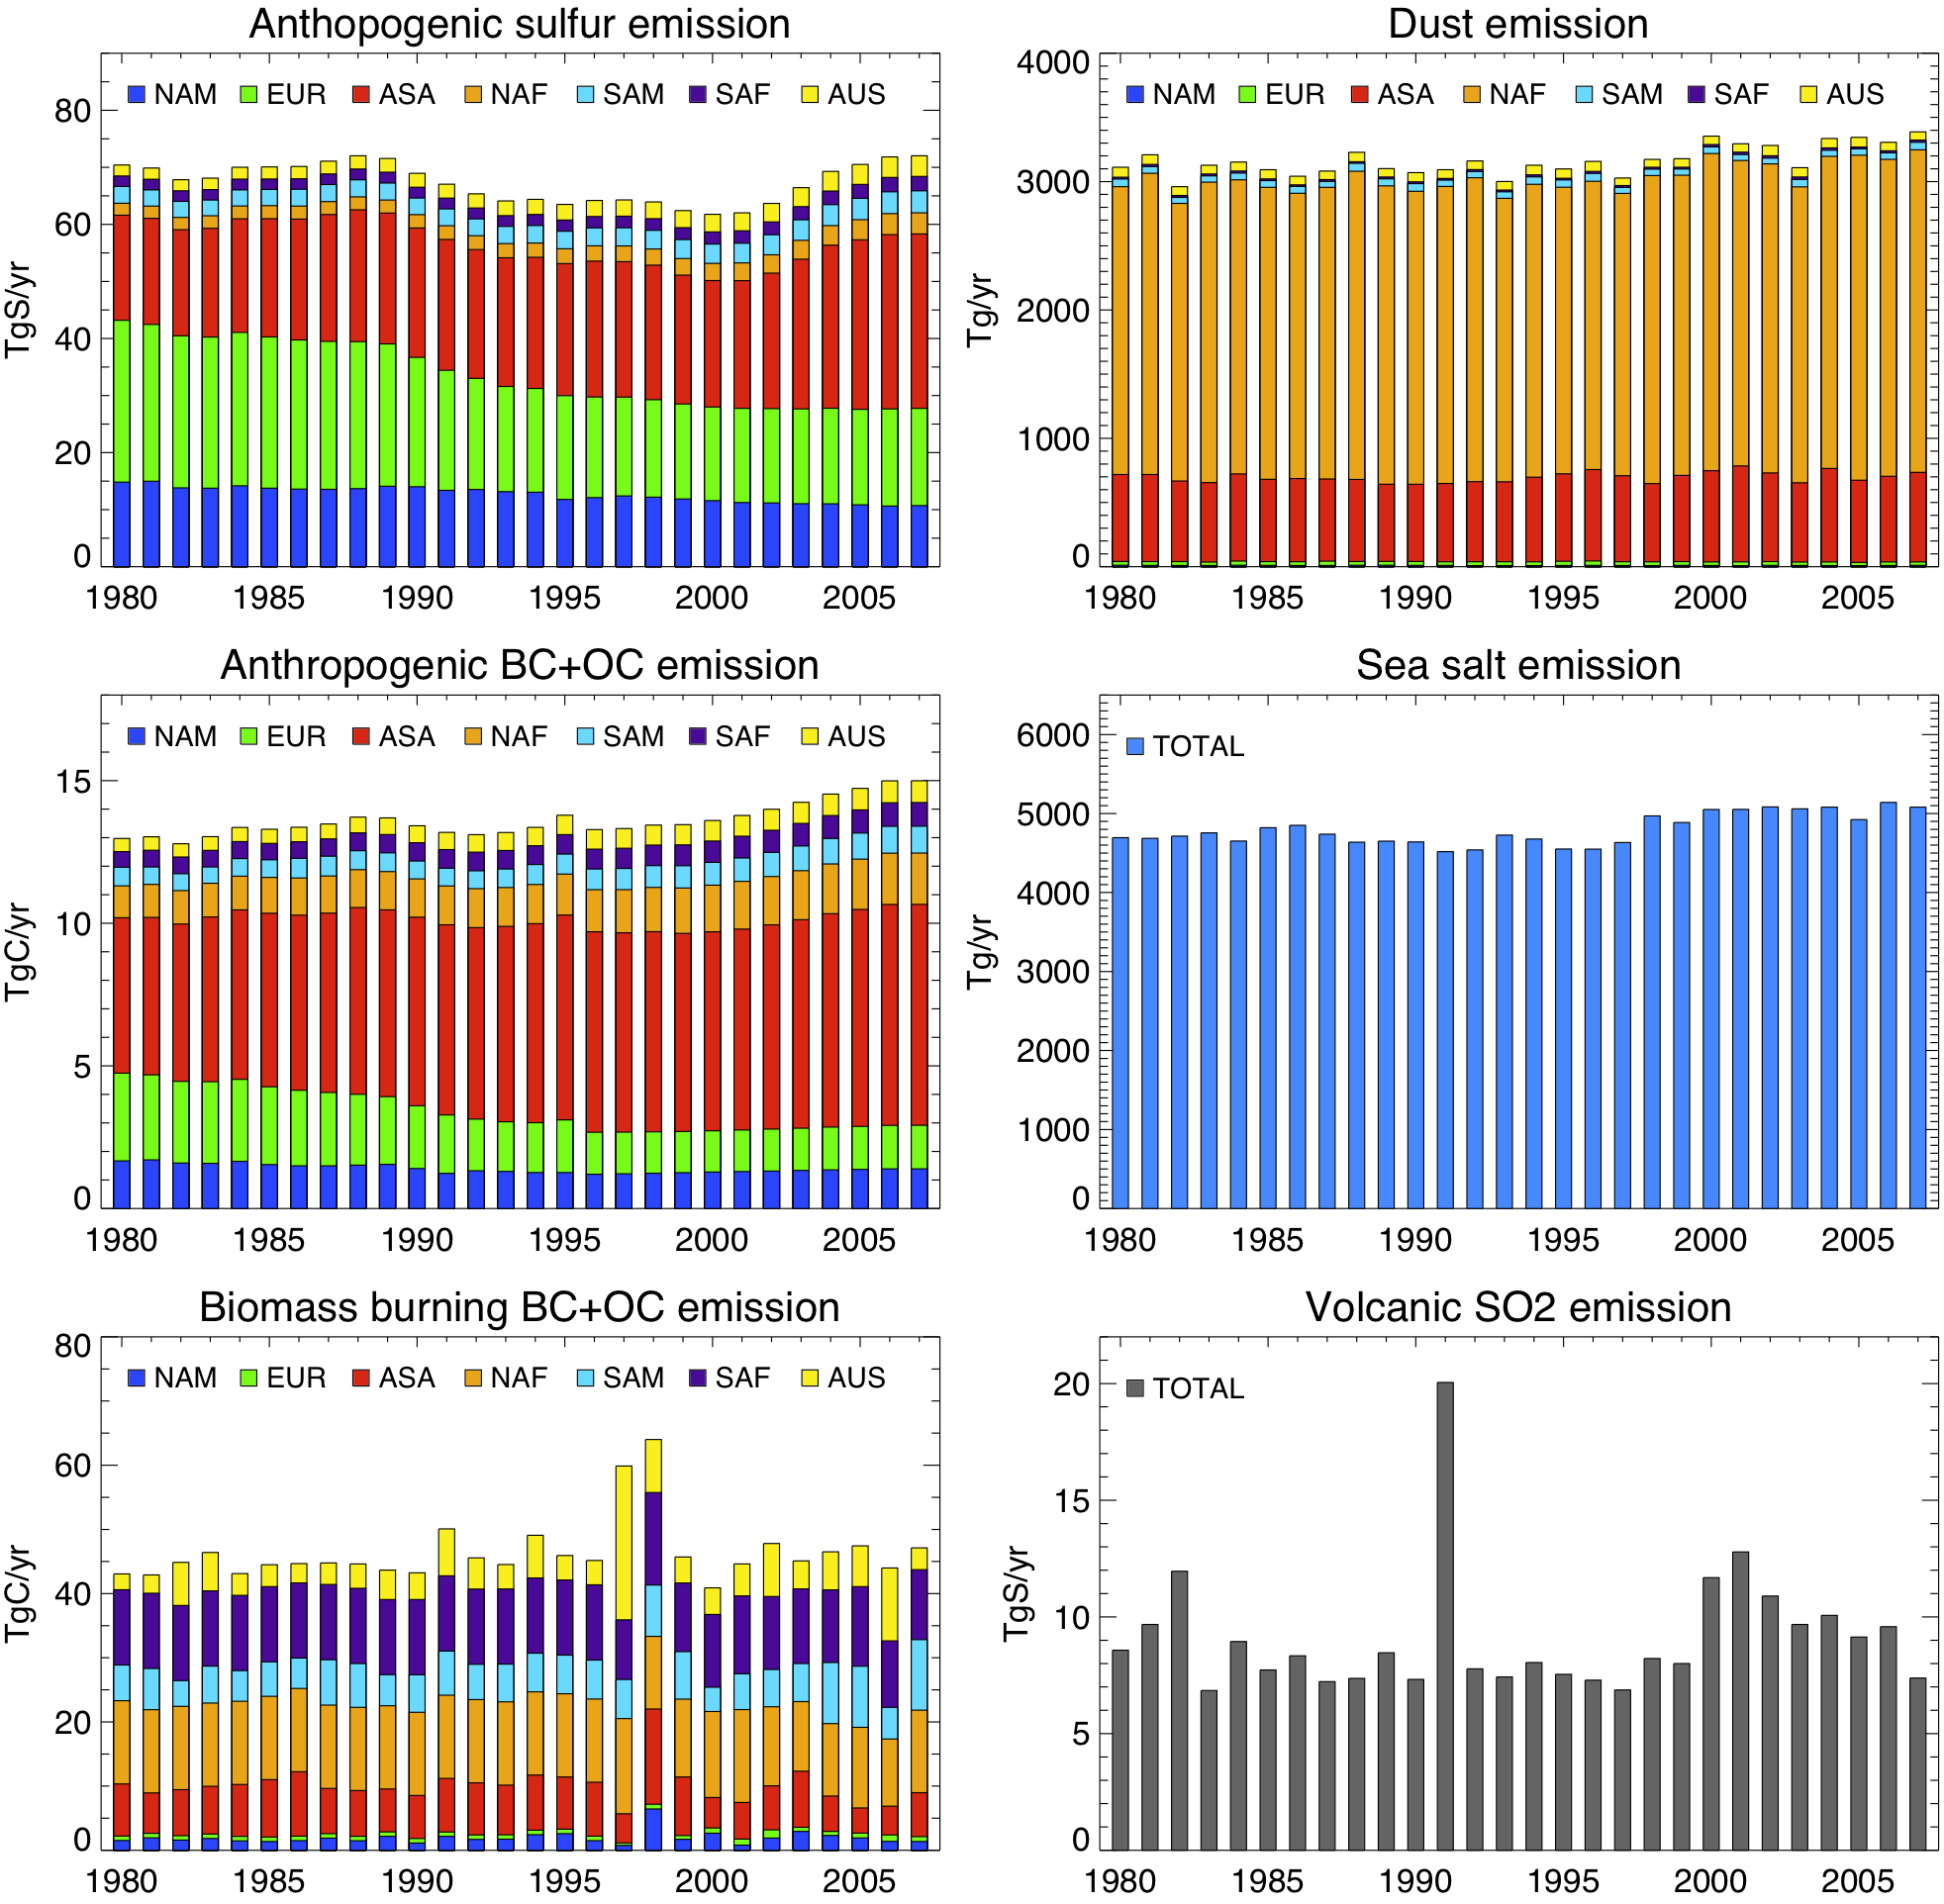 Anthopogenic sulfur emission
NAM EUR ASA NAF SAM SAF AUS
TgS/yr
80
60
40
20
0
1980 1985 1990 1995 2000 2005
Dust emission
NAM EUR ASA NAF SAM SAF AUS
Tg/yr
4000
3000
2000
1000
0
1980 1985 1990 1995 2000 2005
Anthropogenic BC+OC emission
NAM EUR ASA NAF SAM SAF AUS
TgC/yr
15
10
5
0
1980 1985 1990 1995 2000 2005
Sea salt emission
TOTAL
Tg/yr
6000
5000
4000
3000
2000
1000
0
1980 1985 1990 1995 2000 2005
Biomass burning BC+OC emission
NAM EUR ASA NAF SAM SAF AUS
TgC/yr
80
60
40
20
0
1980 1985 1990 1995 2000 2005
Volcanic SO2 emission
TOTAL
TgS/yr
20
15
10
5
0
1980 1985 1990 1995 2000 2005